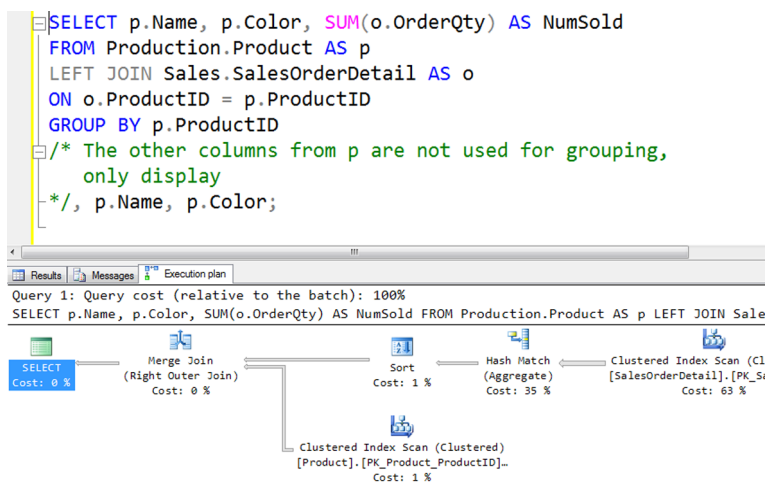 SELECT p.Name, p.Color, SUM(o.OrderQty) AS NumSold
FROM Production.Product AS p
LEFT JOIN Sales.SalesOrderDetail AS o
ON o.ProductID = p.ProductID
GROUP BY p.ProductID
/* The other columns from p are not used for grouping,
only display
*/, p.Name, p.Color;
Results Messages Execution plan
Query 1: Query cost (relative to the batch): 100%
SELECT p.Name, p.Color, SUM(o.OrderQty) AS NumSold FROM Production.Product AS p LEFT JOIN Sale
SELECT
Cost: 0 %
Merge Join
(Right Outer Join)
Cost: 0 %
Sort
Cost: 1 %
Hash Match
(Aggregate)
Cost: 35 %
Clustered Index Scan (Cl
[SalesOrderDetail].[PK_Sa
Cost: 63 %
Clustered Index Scan (Clustered)
[Product].[PK_Product_ProductID]…
Cost: 1 %